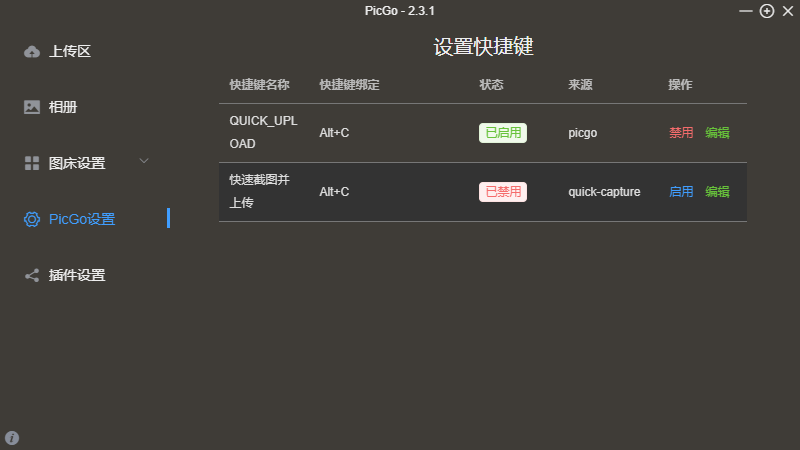 PicGo - 2.3.1
上传区
相册
图床设置
PicGo设置
插件设置
设置快捷键
快捷键名称 快捷键绑定 状态 来源 操作
QUICK_UPL
OAD
Alt+C 已启用 picgo 禁用 编辑
快速截图并
上传
Alt+C 已禁用 quick-capture 启用 编辑